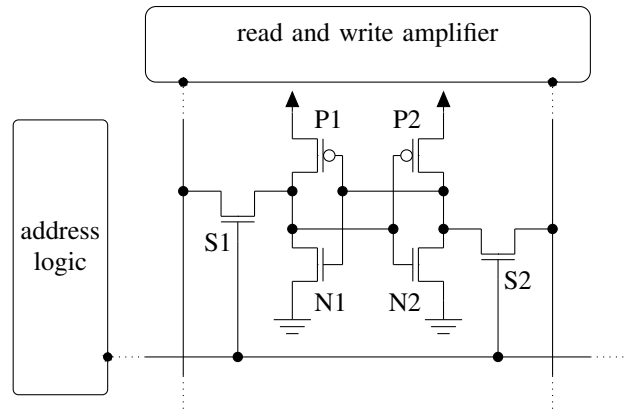 read and write amplifier
P1 P2
address
logic
S1
S2
N1 N2